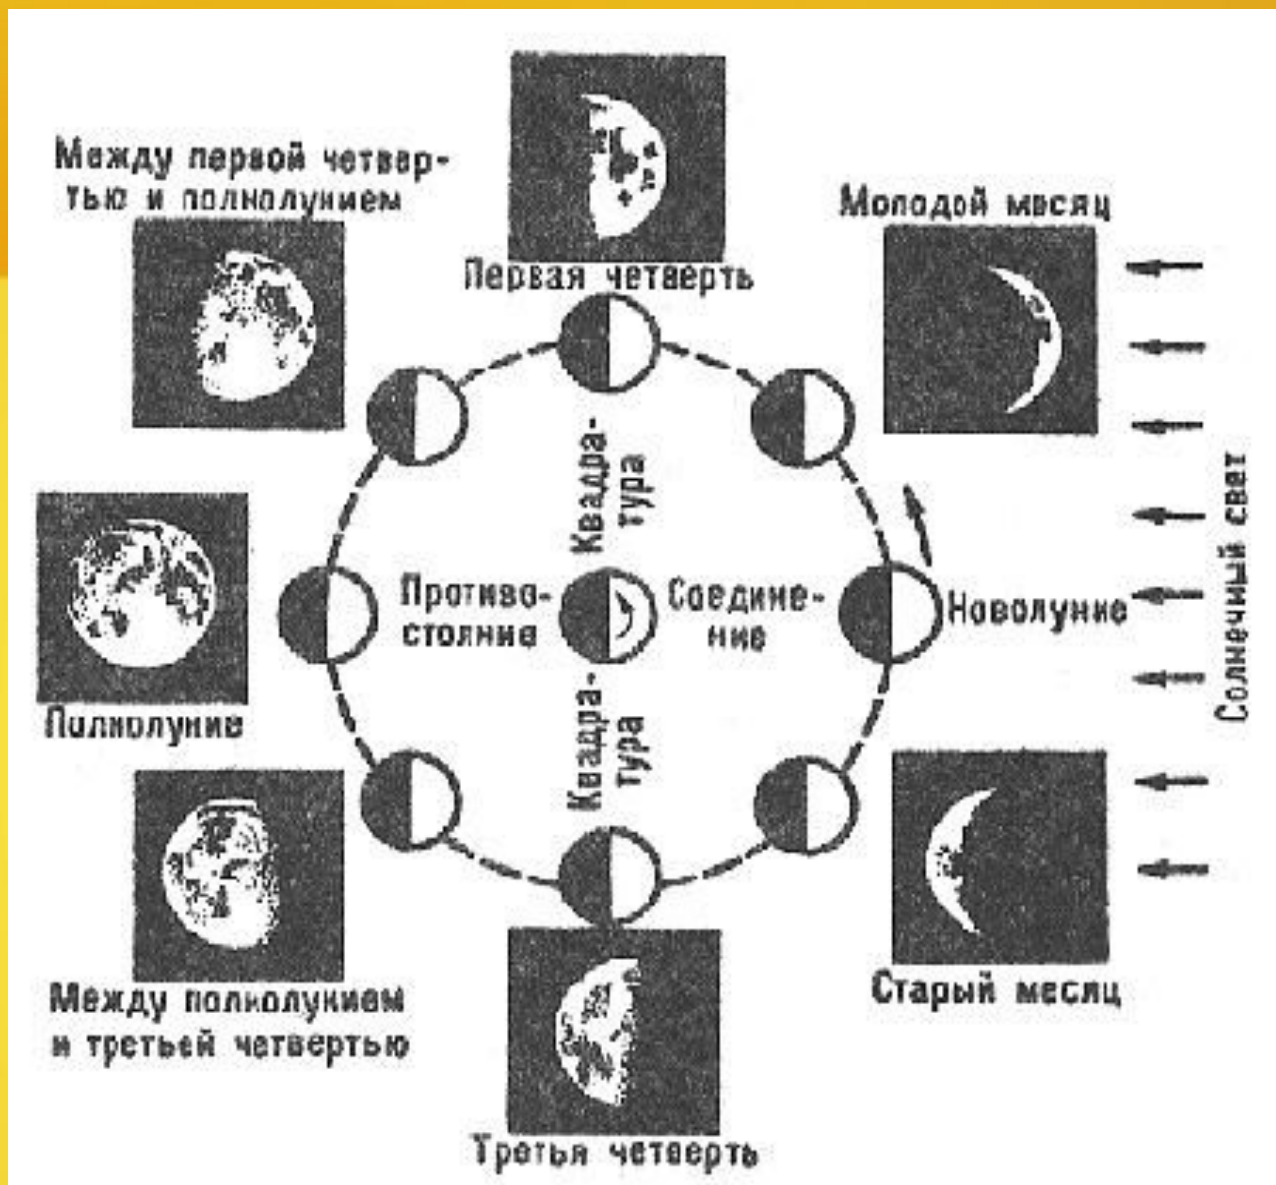 Между первой четвер-
тью и полнолунием
Первая четверть
Молодой месяц
Квадра-
тура
Солнечный свет
Противо-
стояние
Соедине-
ние
Новолуние
Полнолуние
Квадра-
тура
Между полнолунием
и третьей четвертью
Старый месяц
Третья четверть